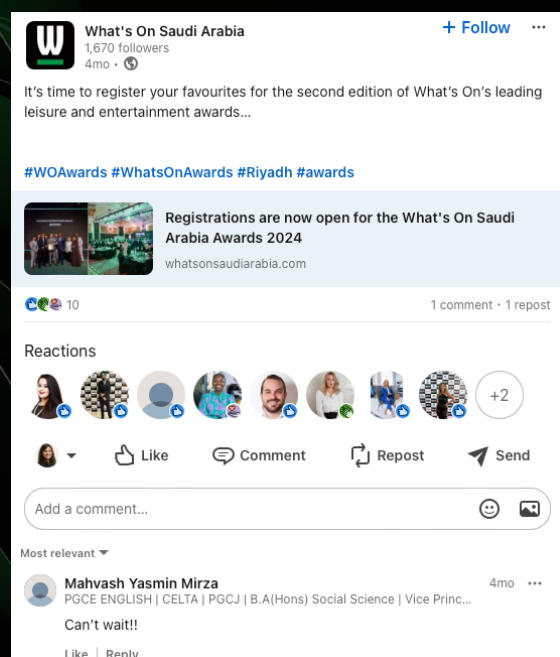 W
What's On Saudi Arabia
1,670 followers
4mo •
+ Follow
It's time to register your favourites for the second edition of What's On's leading
leisure and entertainment awards...
#WOAwards #WhatsOnAwards #Riyadh #awards
Registrations are now open for the What's On Saudi
Arabia Awards 2024
whatsonsaudiarabia.com
10
1 comment • 1 repost
Reactions
+2
Like
Comment
Repost
Send
Add a comment...
Most relevant
Mahvash Yasmin Mirza
4mo
PGCE ENGLISH | CELTA | PGCJ | B.A(Hons) Social Science | Vice Princ...
Can't wait!!
Like | Reply